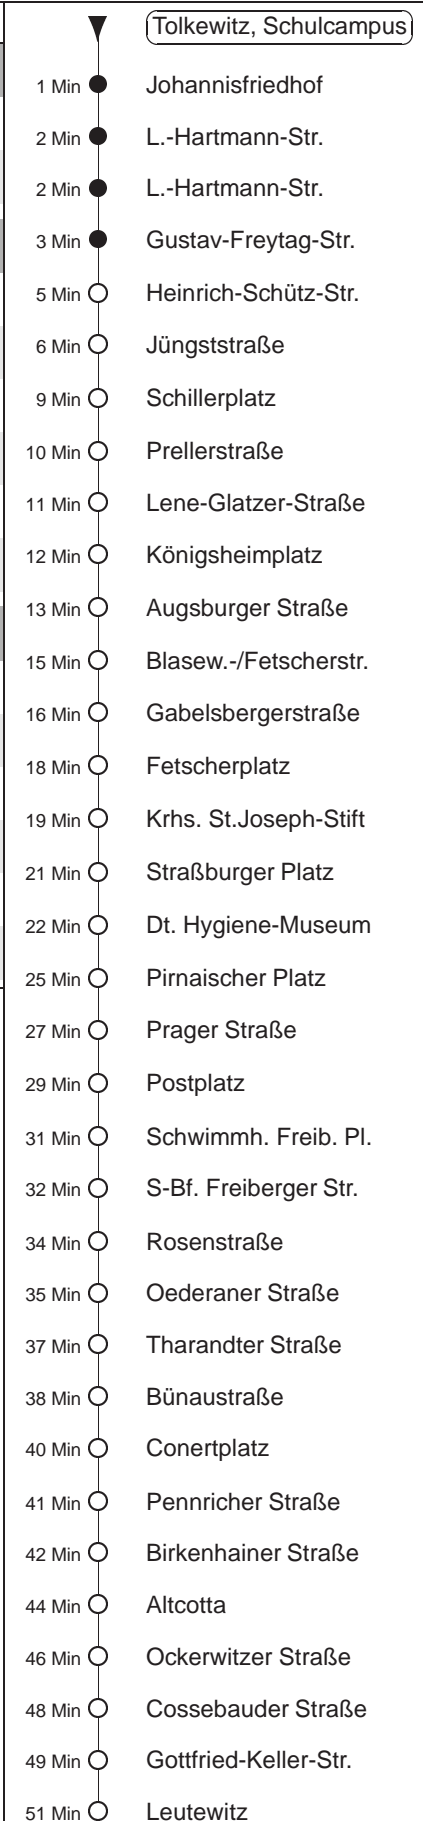 Tolkewitz, Schulcampus
1 Min Johannisfriedhof
2 Min L.-Hartmann-Str.
2 Min L.-Hartmann-Str.
3 Min Gustav-Freytag-Str.
5 Min Heinrich-Schütz-Str.
6 Min Jüngststraße
9 Min Schillerplatz
10 Min Prellerstraße
11 Min Lene-Glatzer-Straße
12 Min Königsheimplatz
13 Min Augsburger Straße
15 Min Blasew.-/Fetscherstr.
16 Min Gabelsbergerstraße
18 Min Fetscherplatz
19 Min Krhs. St.Joseph-Stift
21 Min Straßburger Platz
22 Min Dt. Hygiene-Museum
25 Min Pirnaischer Platz
27 Min Prager Straße
29 Min Postplatz
31 Min Schwimmh. Freib. Pl.
32 Min S-Bf. Freiberger Str.
34 Min Rosenstraße
35 Min Oederaner Straße
37 Min Tharandter Straße
38 Min Bünaustraße
40 Min Conertplatz
41 Min Pennricher Straße
42 Min Birkenhainer Straße
44 Min Altcotta
46 Min Ockerwitzer Straße
48 Min Cossebauder Straße
49 Min Gottfried-Keller-Str.
51 Min Leutewitz